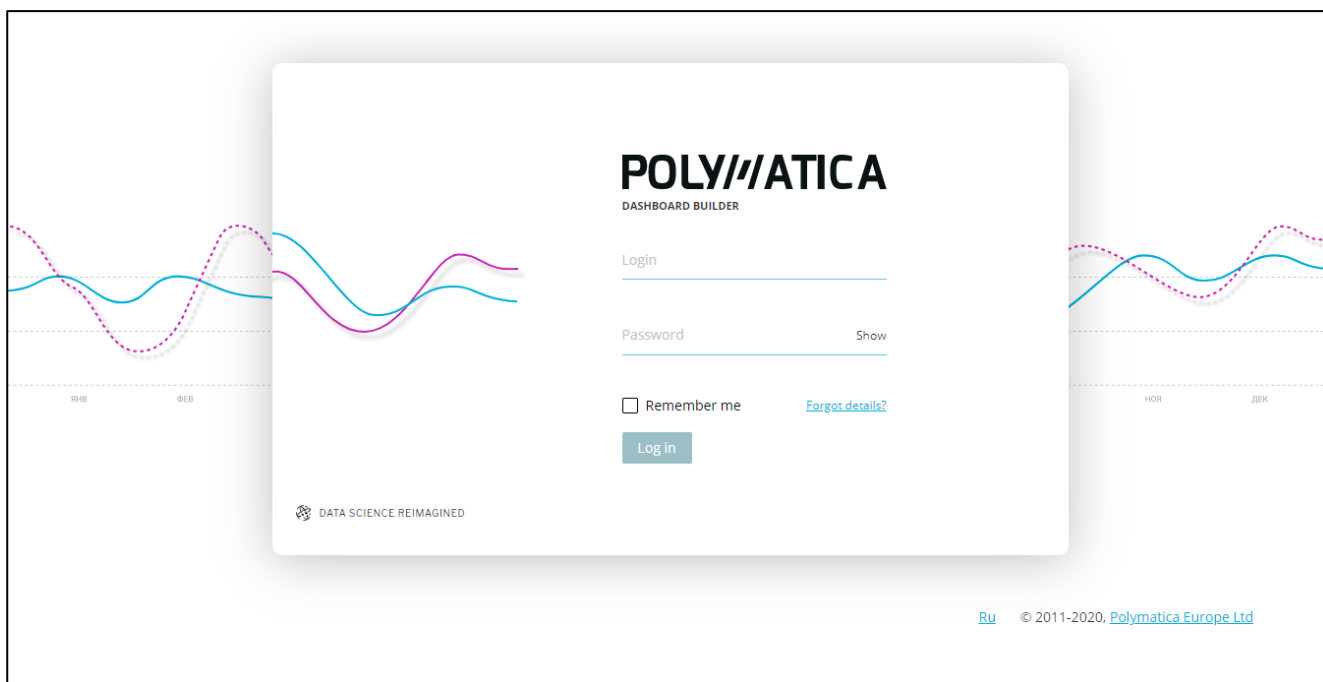 POLYMATICA
DASHBOARD BUILDER
Login
Password Show
Remember me Forgot details?
Log in
ЯНВ ФЕВ НОЯ ДЕК
DATA SCIENCE REIMAGINED
Ru © 2011-2020, Polymatica Europe Ltd